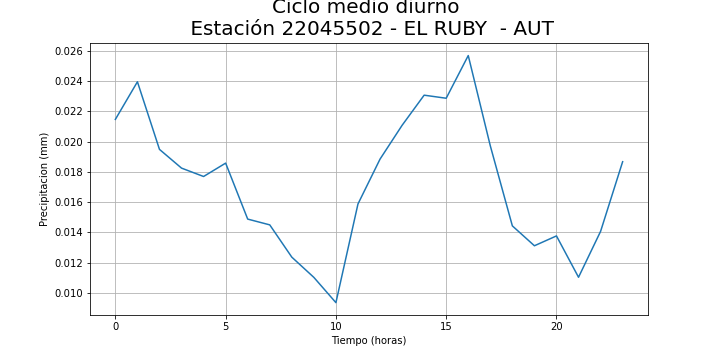 Ciclo medio diurno
Estación 22045502 - EL RUBY - AUT
0.026
0.024
0.022
0.020
0.018
0.016
0.014
0.012
0.010
Precipitacion (mm)
0 5 10 15 20
Tiempo (horas)